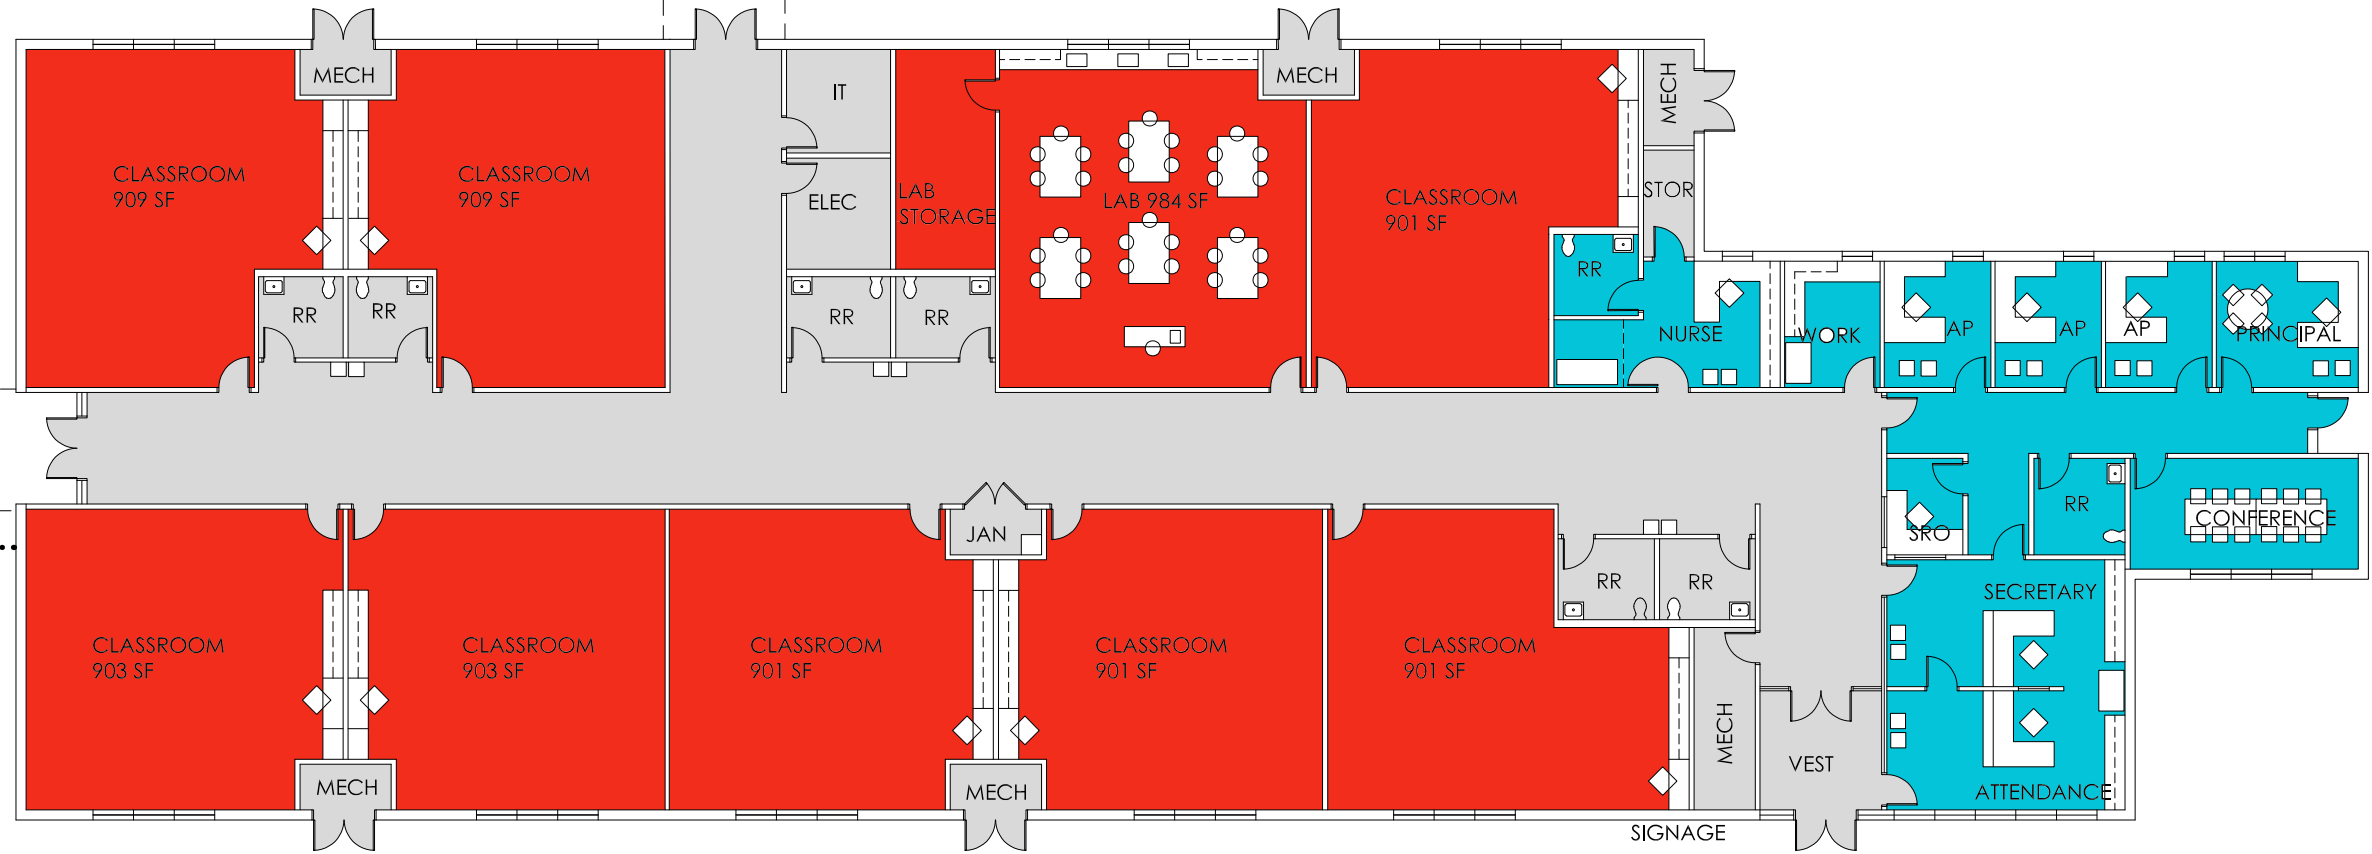 MECH
MECH
MECH
IT
CLASSROOM
909 SF
CLASSROOM
909 SF
ELEC
LAB
STORAGE
LAB 984 SF
CLASSROOM
901 SF
STOR
RR
RR
RR
RR
RR
NURSE
WORK
AP
AP
AP
PRINCIPAL
JAN
RR
SRO
CONFERENCE
RR
RR
SECRETARY
CLASSROOM
903 SF
CLASSROOM
903 SF
CLASSROOM
901 SF
CLASSROOM
901 SF
CLASSROOM
901 SF
MECH
MECH
MECH
VEST
ATTENDANCE
SIGNAGE